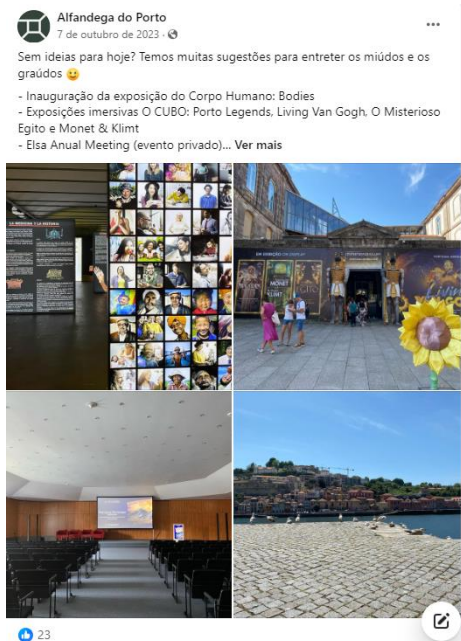 Alfandega do Porto
7 de outubro de 2023 ·
Sem ideias para hoje? Temos muitas sugestões para entreter os miúdos e os
graúdos 😀
- Inauguração da exposição do Corpo Humano: Bodies
- Exposições imersivas O CUBO: Porto Legends, Living Van Gogh, O Misterioso
Egito e Monet & Klimt
- Elsa Anual Meeting (evento privado)... Ver mais
MONET
KLIMT
Living
23